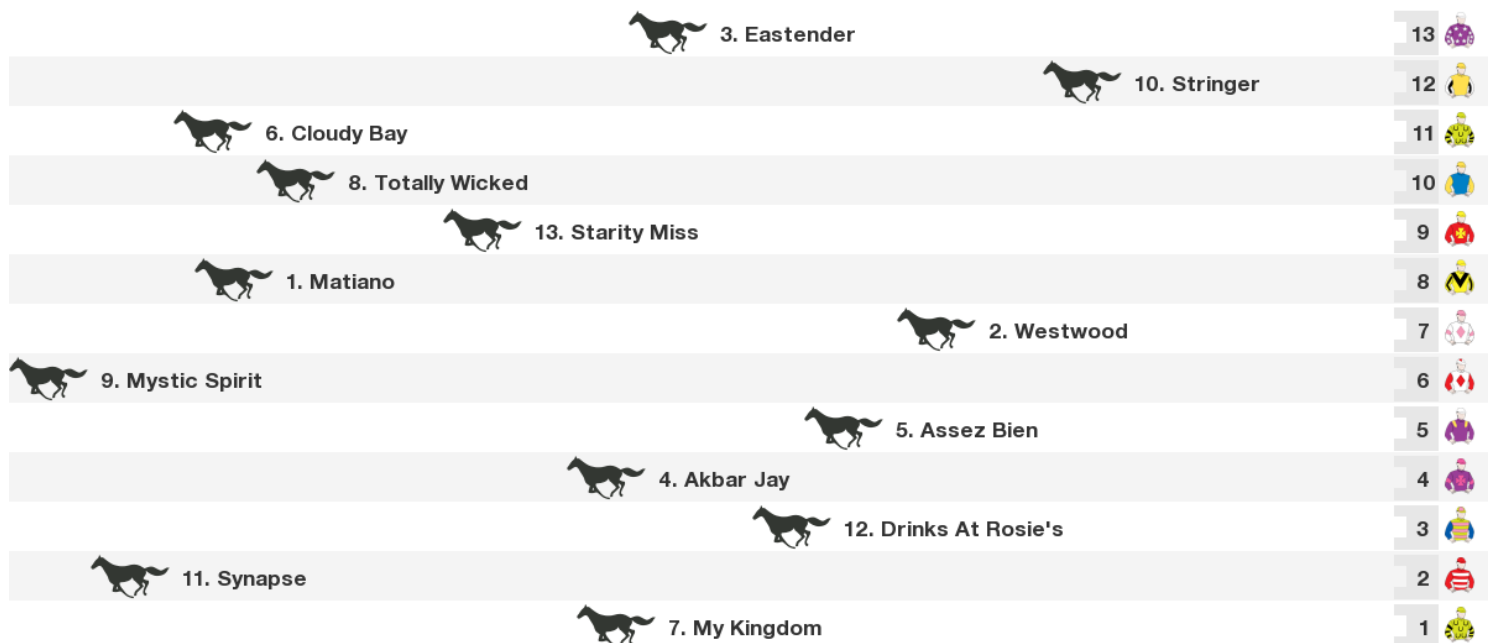 3. Eastender 13
10. Stringer 12
6. Cloudy Bay 11
8. Totally Wicked 10
13. Starity Miss 9
1. Matiano 8
2. Westwood 7
9. Mystic Spirit 6
5. Assez Bien 5
4. Akbar Jay 4
12. Drinks At Rosie's 3
11. Synapse 2
7. My Kingdom 1